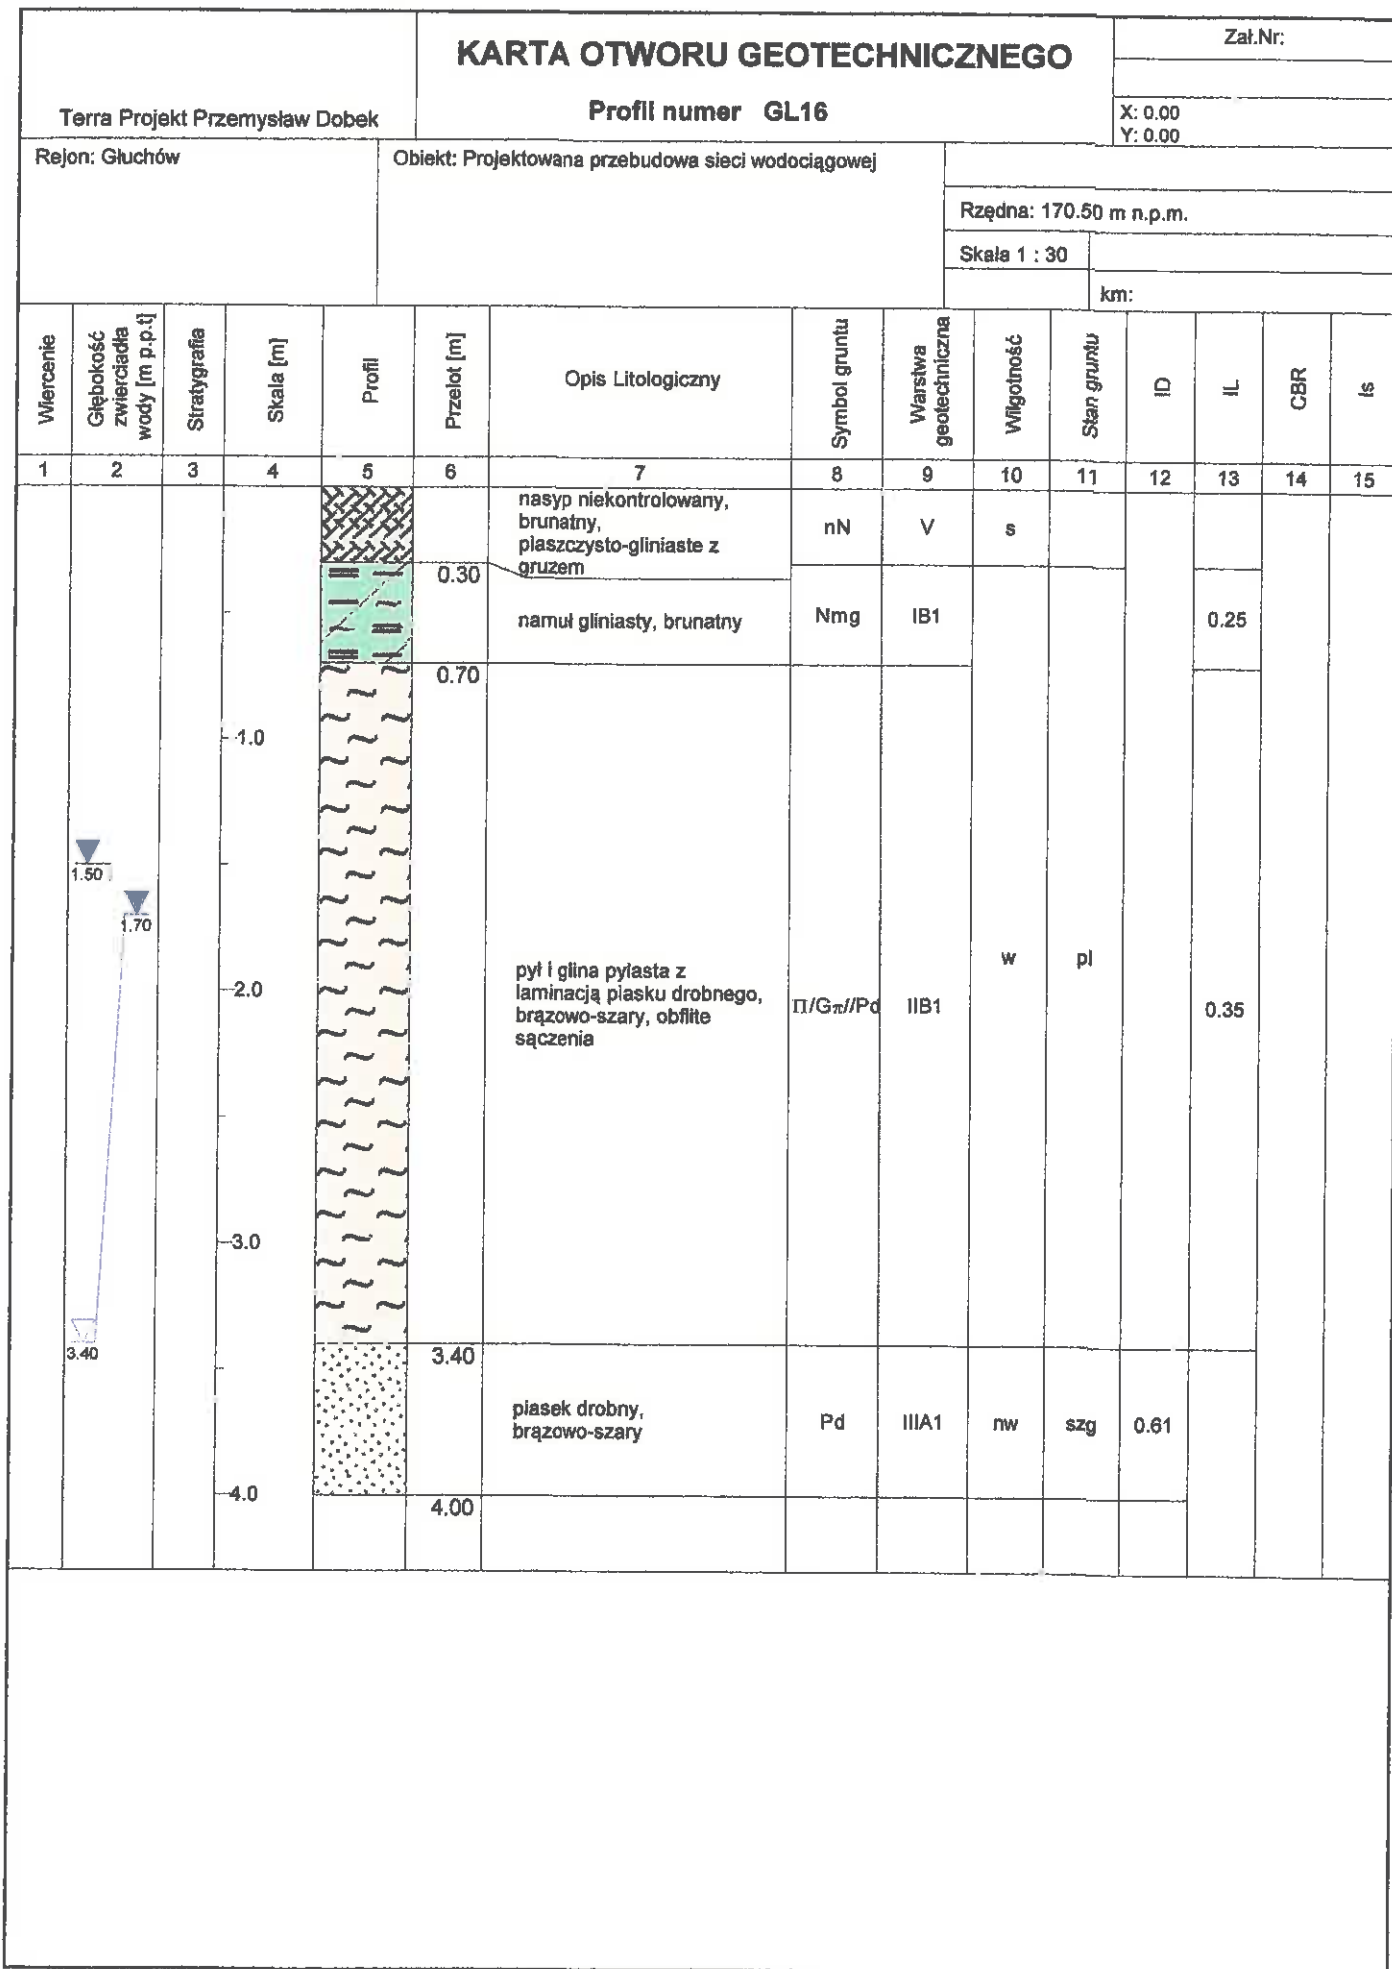 Terra Projekt Przemysław Dobek
KARTA OTWORU GEOTECHNICZNEGO
Profil numer GL16
Zał.Nr:
X: 0.00
Y: 0.00
Rejon: Głuchów
Obiekt: Projektowana przebudowa sieci wodociągowej
Rzędna: 170.50 m n.p.m.
Skala 1 : 30
km:
Wiercenie
Głębokość
zwierciadła
wody [m p.p.t]
Stratygrafia
Skala [m]
Profil
Przelot [m]
Opis Litologiczny
Symbol gruntu
Warstwa
geotechniczna
Wilgotność
Stan gruntu
ID
IL
CBR
Is
1 2 3 4 5 6 7 8 9 10 11 12 13 14 15
nasyp niekontrolowany,
brunatny,
piaszczysto-gliniaste z
gruzem
nN
V
s
0.30
namuł gliniasty, brunatny
Nmg
IB1
0.25
0.70
1.0
1.50
1.70
2.0
pył i glina pylasta z
laminacją piasku drobnego,
brązowo-szary, obfite
sączenia
Π/Gπ//Pd
IIB1
w
pl
0.35
3.0
3.40
3.40
piasek drobny,
brązowo-szary
Pd
IIIA1
nw
szg
0.61
4.0
4.00